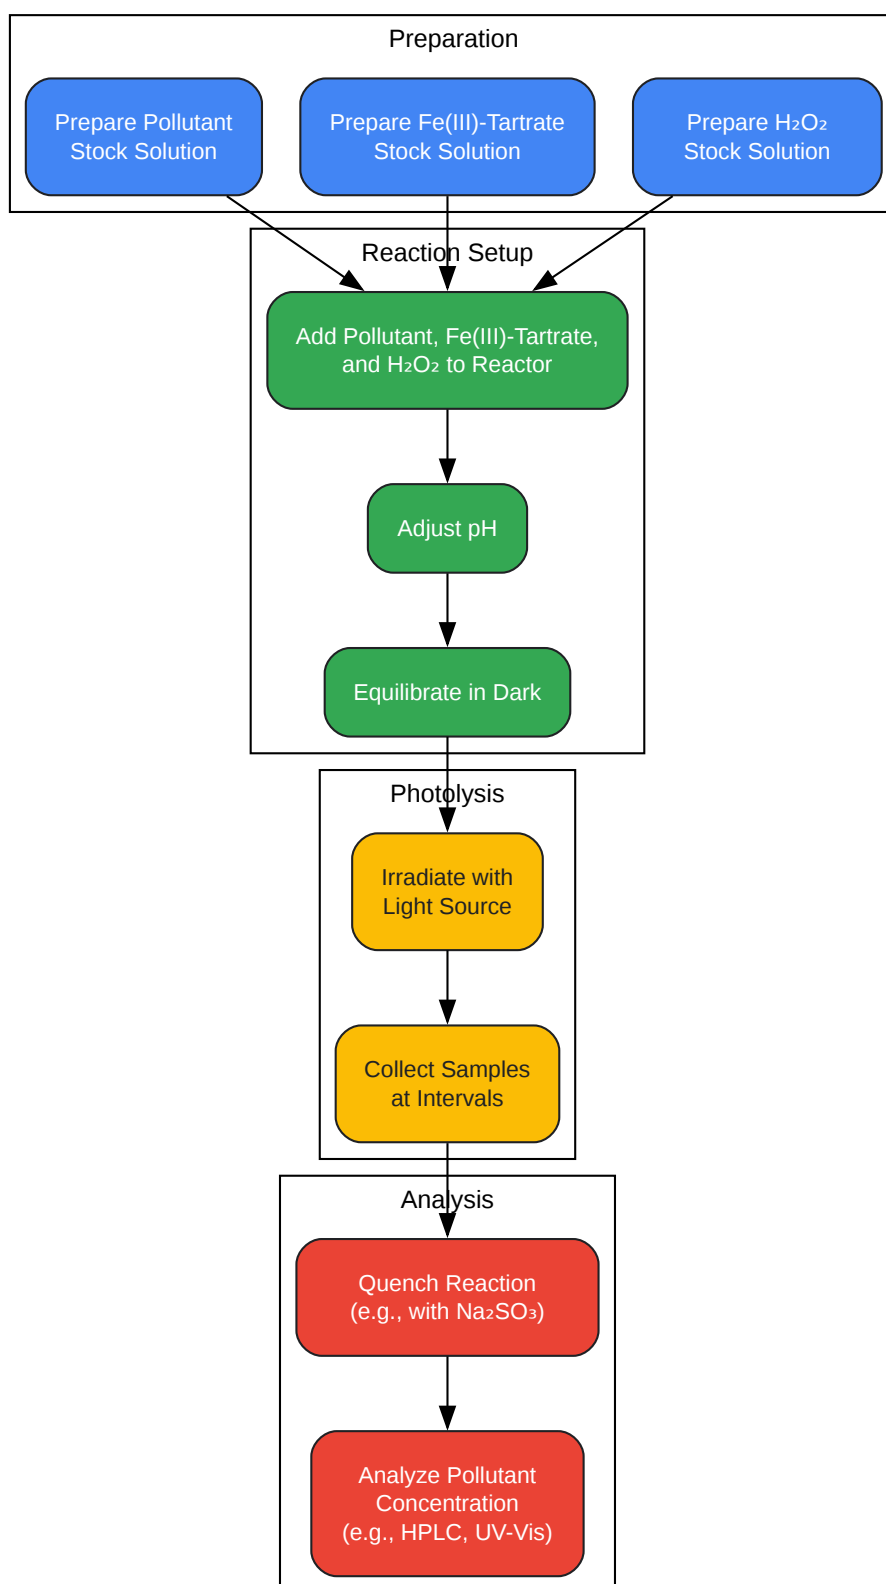 Preparation
Prepare Pollutant
Stock Solution
Prepare Fe(III)-Tartrate
Stock Solution
Prepare H₂O₂
Stock Solution
Reaction Setup
Add Pollutant, Fe(III)-Tartrate,
and H₂O₂ to Reactor
Adjust pH
Equilibrate in Dark
Photolysis
Irradiate with
Light Source
Collect Samples
at Intervals
Analysis
Quench Reaction
(e.g., with Na₂SO₃)
Analyze Pollutant
Concentration
(e.g., HPLC, UV-Vis)